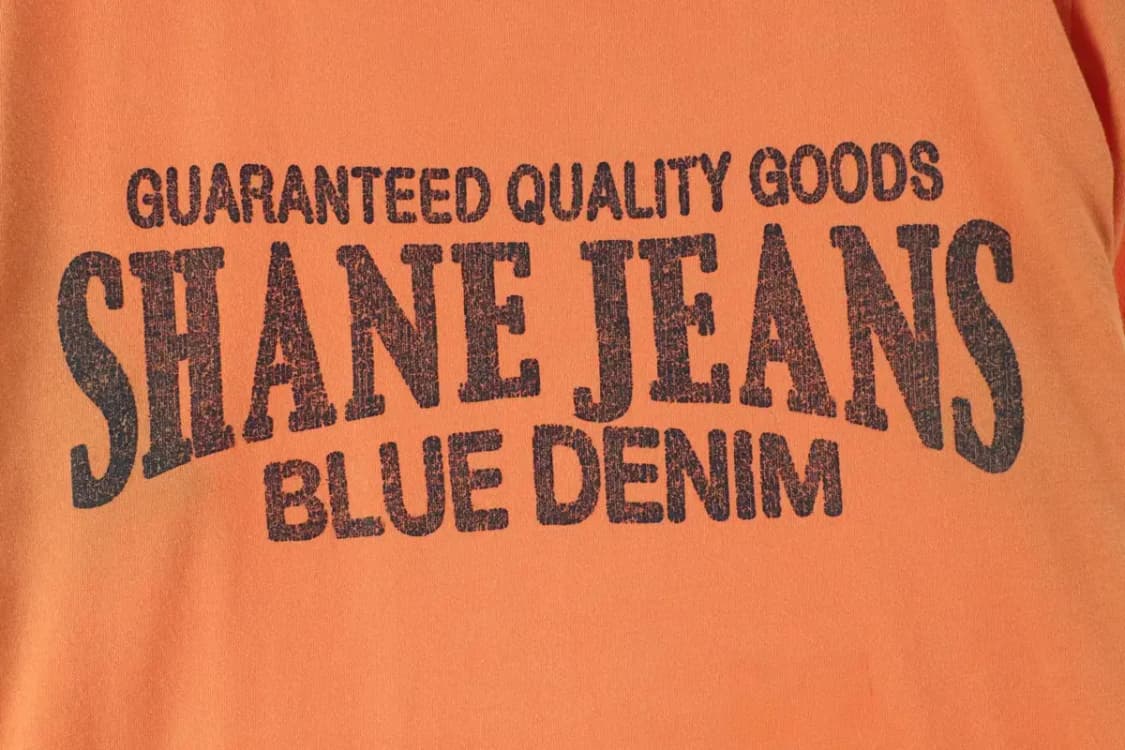 GUARANTEED QUALITY GOODS
SHANE JEANS
BLUE DENIM